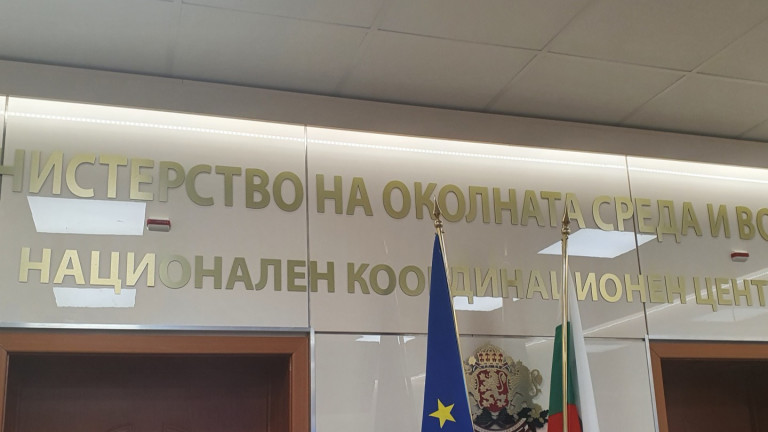 НИСТЕРСТВО НА ОКОЛНАТА СРЕДА И ВО
НАЦИОНАЛЕН КООРДИНАЦИОНЕН ЦЕНТ